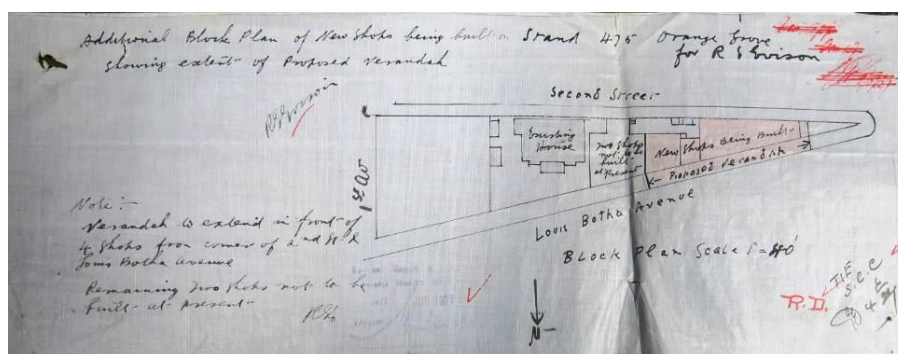 Additional Block Plan of New Shops being built on Stand 475 Orange Grove
Showing extent of Proposed Verandah
for R S Evison
Second Street
Existing
House
Two Shops
not to be
built
at Present
New Shops Being Built
Proposed Verandah
1st Av
Louis Botha Avenue
Note :-
Verandah to extend in front of
4 Shops from corner of 2nd St. &
Louis Botha Avenue
Remaining Two Shops not to be
built at present
Block Plan Scale 1" = 40'
N
R.D.